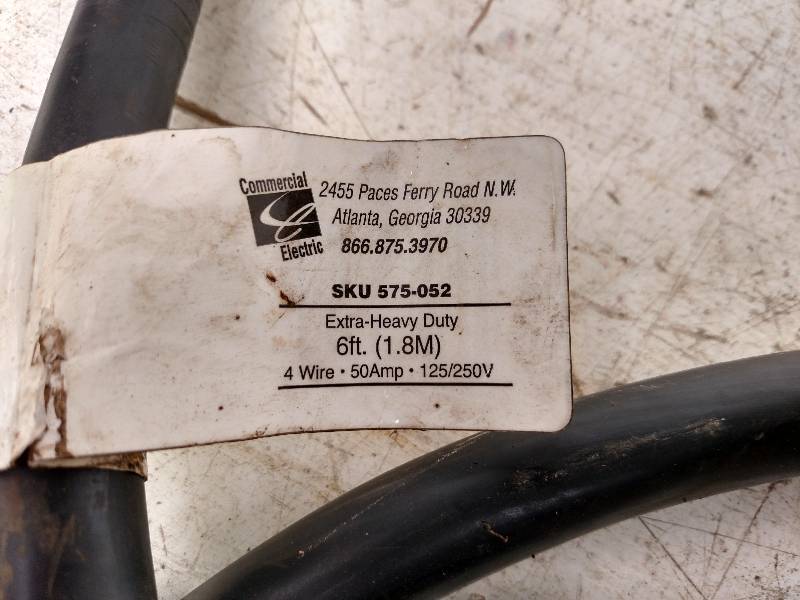 Commercial
Electric
2455 Paces Ferry Road N.W.
Atlanta, Georgia 30339
866.875.3970
SKU 575-052
Extra-Heavy Duty
6ft. (1.8M)
4 Wire • 50Amp • 125/250V